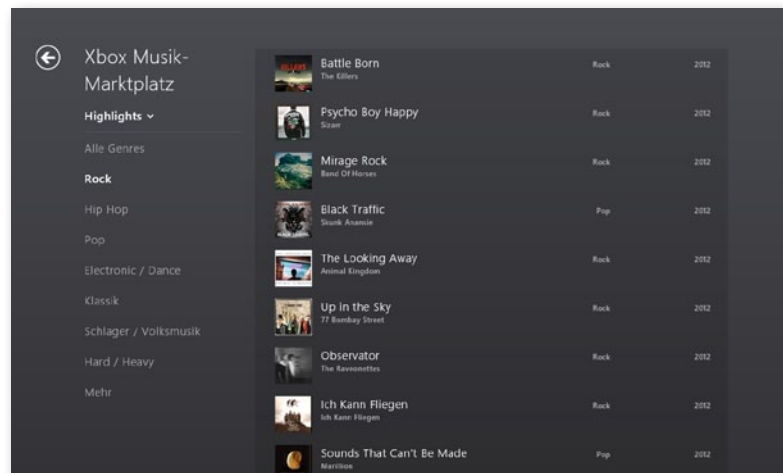 Xbox Musik-
Marktplatz
Highlights
Alle Genres
Rock
Hip Hop
Pop
Electronic / Dance
Klassik
Schlager / Volksmusik
Hard / Heavy
Mehr
Battle Born
The Killers
Rock
2012
Psycho Boy Happy
Sizarr
Rock
2012
Mirage Rock
Band Of Horses
Rock
2012
Black Traffic
Skunk Anansie
Pop
2012
The Looking Away
Animal Kingdom
Rock
2012
Up in the Sky
77 Bombay Street
Rock
2012
Observator
The Raveonettes
Rock
2012
Ich Kann Fliegen
Ich Kann Fliegen
Rock
2012
Sounds That Can't Be Made
Marillion
Pop
2012